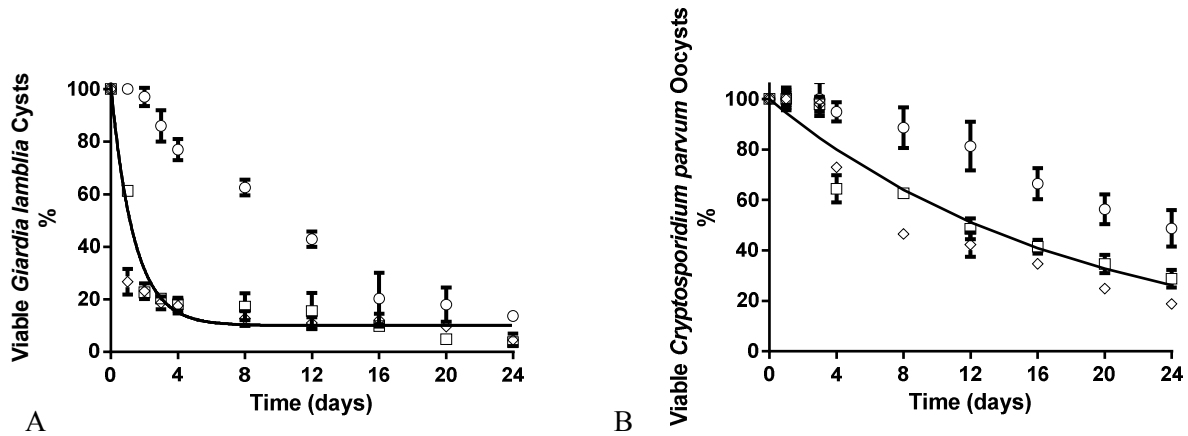 Viable Giardia lamblia Cysts
%
100
80
60
40
20
0
0 4 8 12 16 20 24
Time (days)
A
Viable Cryptosporidium parvum Oocysts
%
100
80
60
40
20
0
0 4 8 12 16 20 24
Time (days)
B